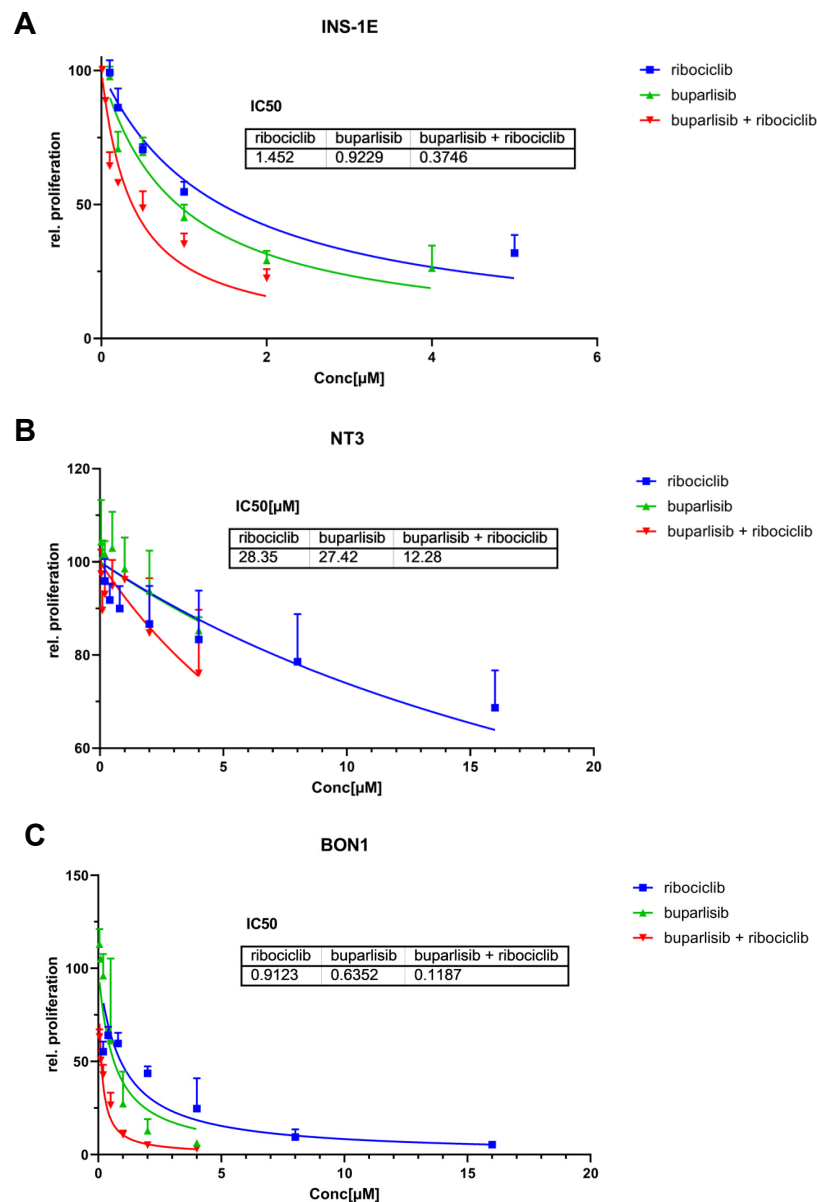 A
INS-1E
100
50
0
0 2 4 6
rel. proliferation
Conc[µM]
IC50
ribociclib buparlisib buparlisib + ribociclib
1.452 0.9229 0.3746
ribociclib
buparlisib
buparlisib + ribociclib
B
NT3
120
100
80
60
0 5 10 15 20
rel. proliferation
Conc[µM]
IC50[µM]
ribociclib buparlisib buparlisib + ribociclib
28.35 27.42 12.28
ribociclib
buparlisib
buparlisib + ribociclib
C
BON1
150
100
50
0
0 5 10 15 20
rel. proliferation
Conc[µM]
IC50
ribociclib buparlisib buparlisib + ribociclib
0.9123 0.6352 0.1187
ribociclib
buparlisib
buparlisib + ribociclib